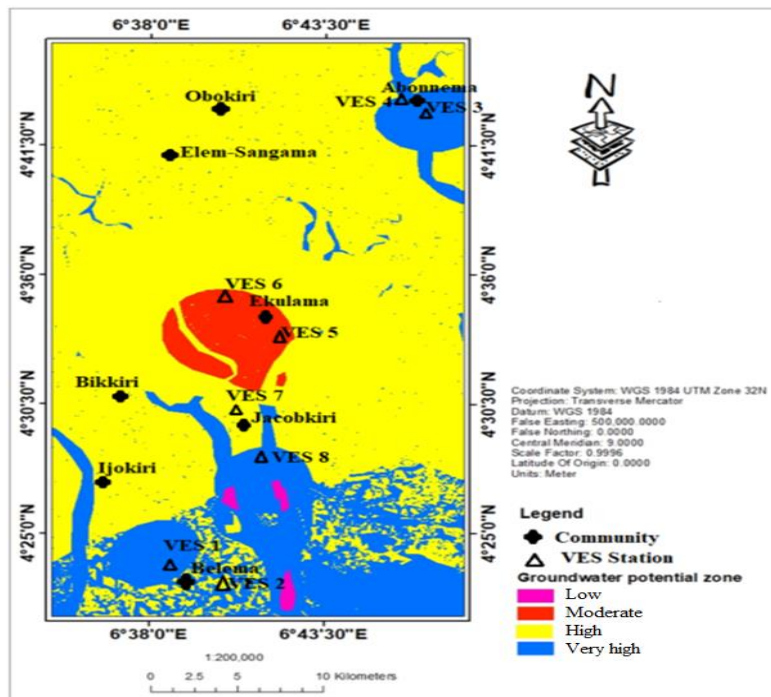 6°38'0"E 6°43'30"E
Abonnema
Obokiri VES 4 VES 3
4°41'30"N Elem-Sangama 4°41'30"N
4°36'0"N 4°36'0"N
VES 6
Ekulama
VES 5
Bikkiri VES 7
4°30'30"N Jacobkiri 4°30'30"N
VES 8
Ijokiri
4°25'0"N 4°25'0"N
VES 1
Belema
VES 2
6°38'0"E 6°43'30"E
1:200,000
0 2.5 5 10 Kilometers
N
Coordinate System: WGS 1984 UTM Zone 32N
Projection: Transverse Mercator
Datum: WGS 1984
False Easting: 500,000.0000
False Northing: 0.0000
Central Meridian: 9.0000
Scale Factor: 0.9996
Latitude Of Origin: 0.0000
Units: Meter
Legend
Community
VES Station
Groundwater potential zone
Low
Moderate
High
Very high